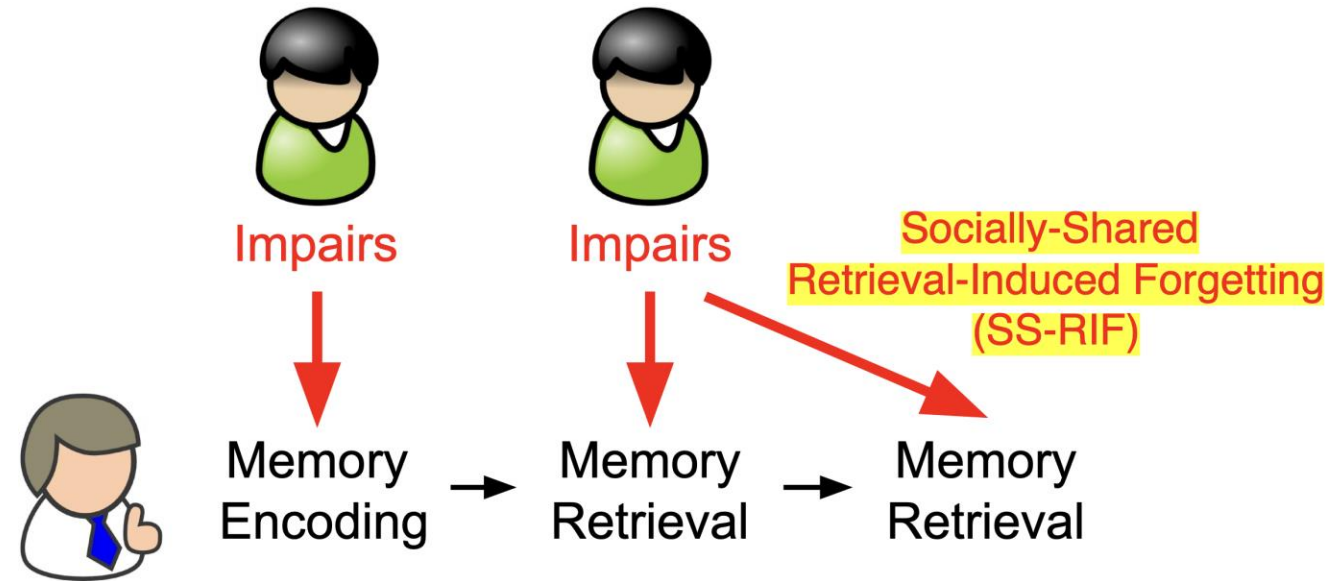 Impairs
Impairs
Socially-Shared
Retrieval-Induced Forgetting
(SS-RIF)
Memory
Encoding
Memory
Retrieval
Memory
Retrieval